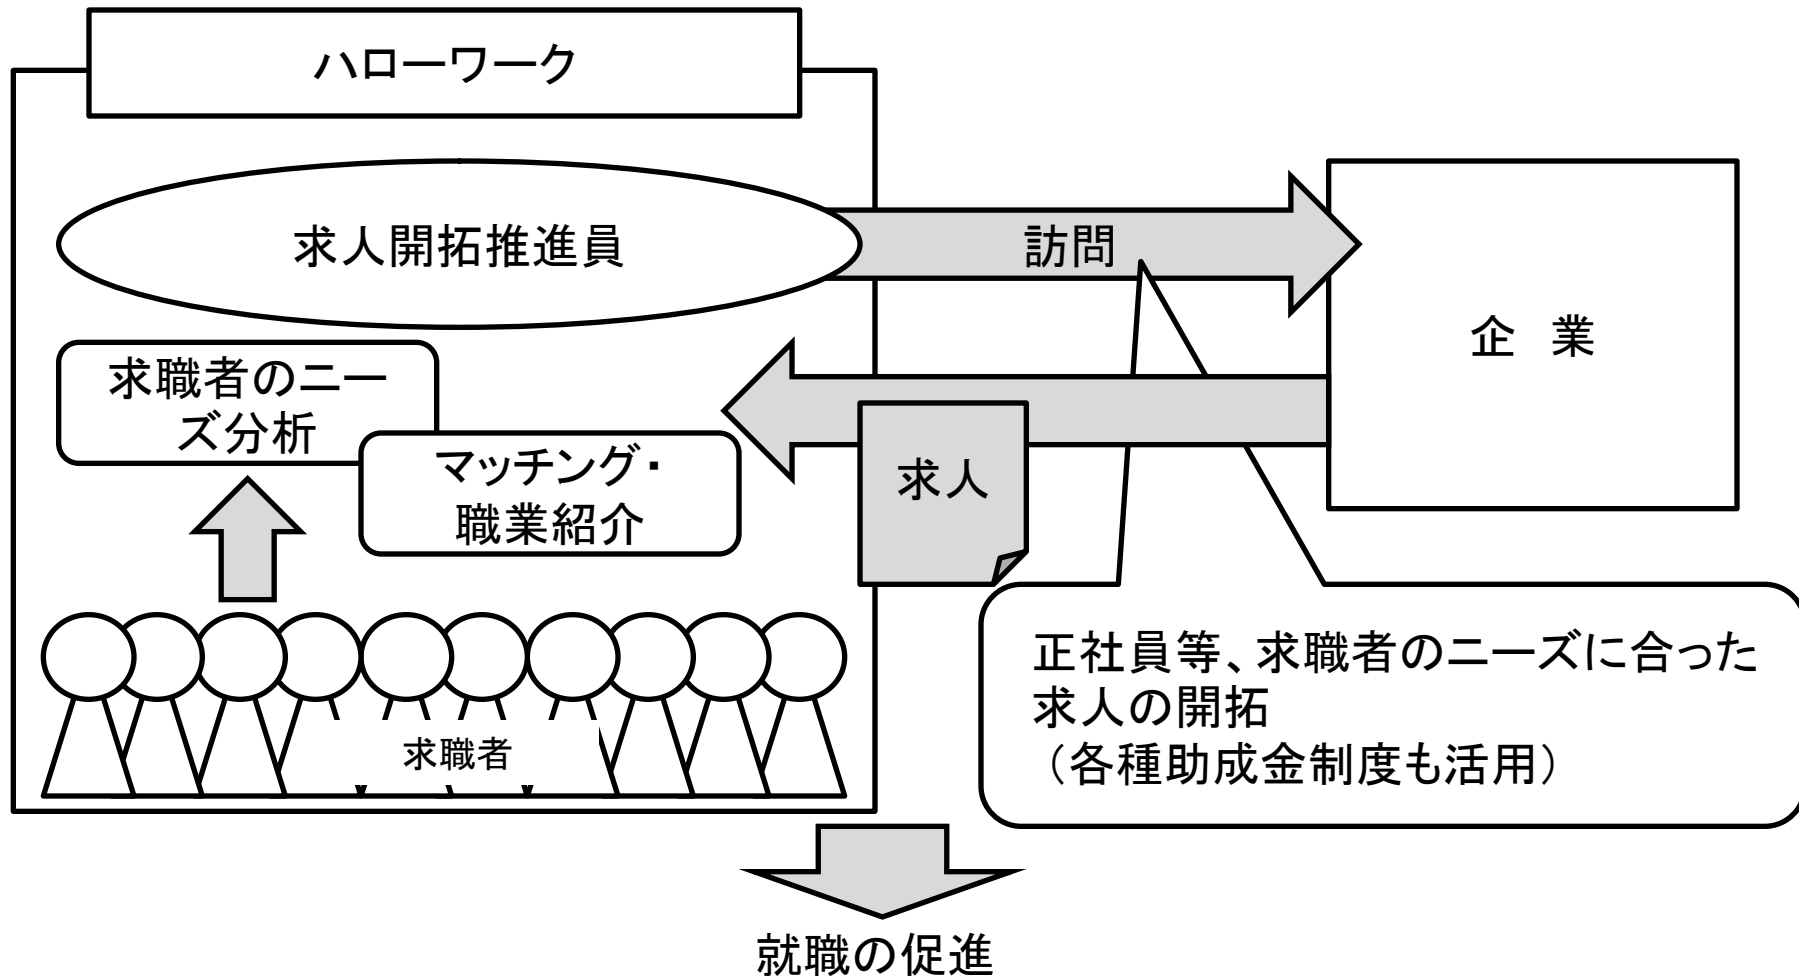 ハローワーク
求人開拓推進員
訪問
企　業
求職者のニー
ズ分析
マッチング・
職業紹介
求人
正社員等、求職者のニーズに合った
求人の開拓
（各種助成金制度も活用）
求職者
就職の促進